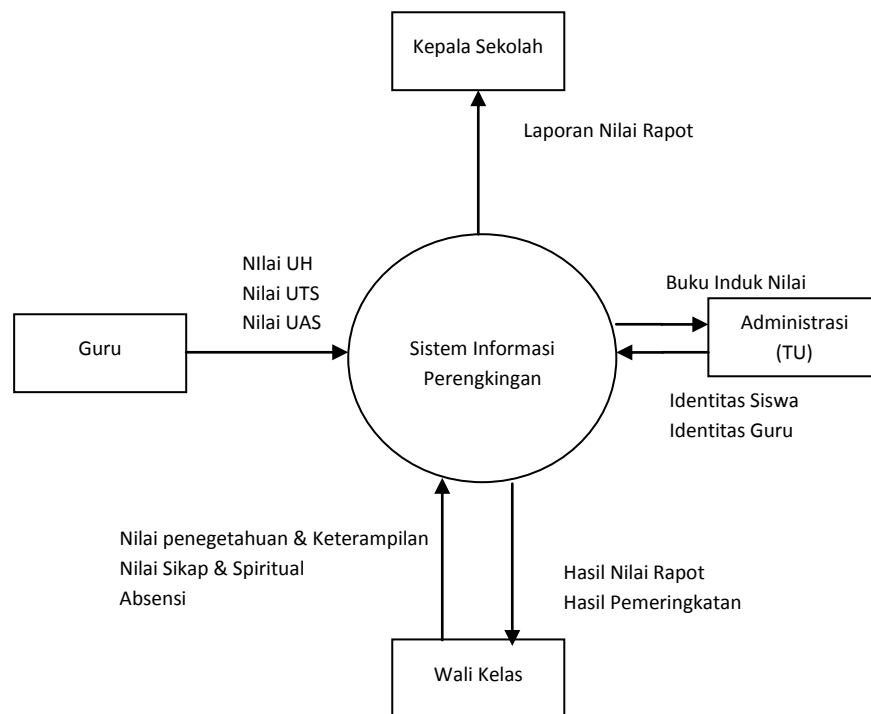 Kepala Sekolah
Laporan Nilai Rapot
NIlai UH
Nilai UTS
Nilai UAS
Guru
Sistem Informasi
Perengkingan
Buku Induk Nilai
Administrasi
(TU)
Identitas Siswa
Identitas Guru
Nilai penegetahuan & Keterampilan
Nilai Sikap & Spiritual
Absensi
Hasil Nilai Rapot
Hasil Pemeringkatan
Wali Kelas